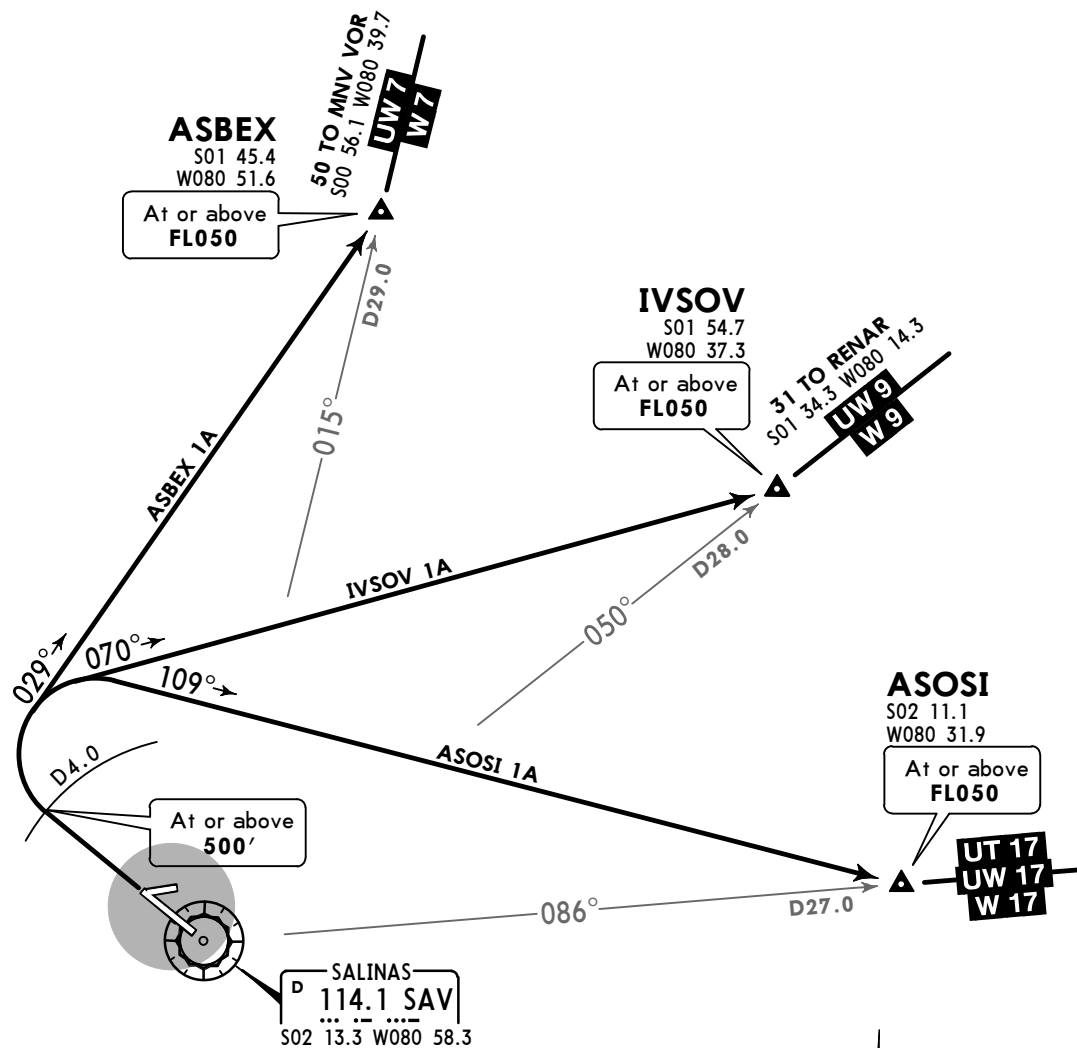 ASBEX
S01 45.4
W080 51.6
At or above
FL050
50 TO MNV VOR
S00 56.1 W080 39.7
UW 7
W 7
D29.0
015°
ASBEX 1A
IVSOV
S01 54.7
W080 37.3
At or above
FL050
31 TO RENAR
S01 34.3 W080 14.3
UW 9
W 9
D28.0
050°
IVSOV 1A
029°
070°
109°
ASOSI 1A
ASOSI
S02 11.1
W080 31.9
At or above
FL050
UT 17
UW 17
W 17
D27.0
086°
D4.0
At or above
500'
SALINAS
D 114.1 SAV
S02 13.3 W080 58.3